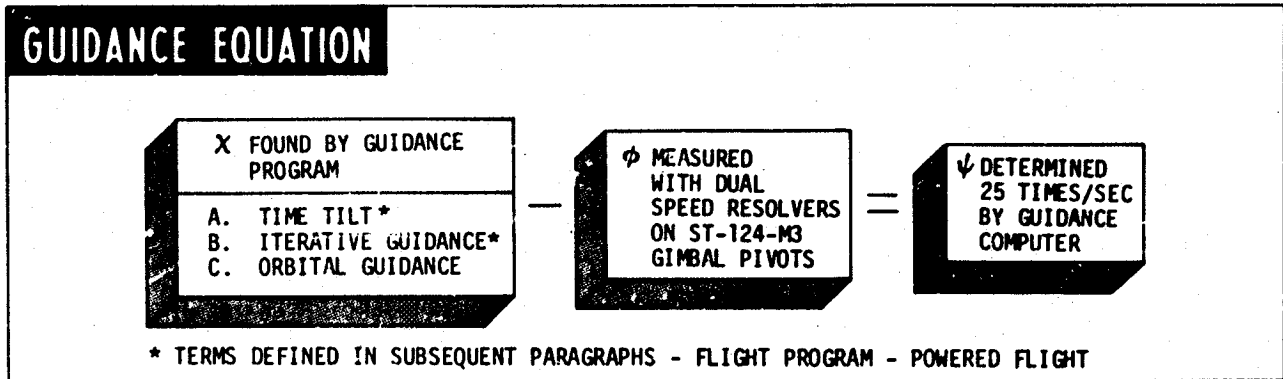 GUIDANCE EQUATION
χ FOUND BY GUIDANCE
PROGRAM
A. TIME TILT*
B. ITERATIVE GUIDANCE*
C. ORBITAL GUIDANCE
—
ϕ MEASURED
WITH DUAL
SPEED RESOLVERS
ON ST-124-M3
GIMBAL PIVOTS
=
ψ DETERMINED
25 TIMES/SEC
BY GUIDANCE
COMPUTER
* TERMS DEFINED IN SUBSEQUENT PARAGRAPHS - FLIGHT PROGRAM - POWERED FLIGHT